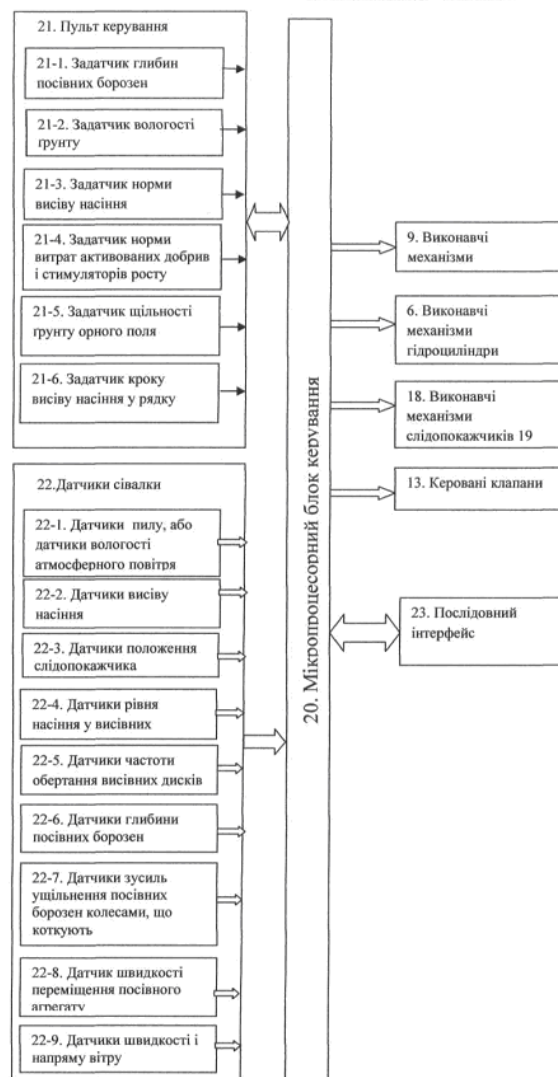 21. Пульт керування
21-1. Задатчик глибин
посівних борозен
21-2. Задатчик вологості
ґрунту
21-3. Задатчик норми
висіву насіння
21-4. Задатчик норми
витрат активованих добрив
і стимуляторів росту
21-5. Задатчик щільності
ґрунту орного поля
21-6. Задатчик кроку
висіву насіння у рядку
22.Датчики сівалки
22-1. Датчики пилу, або
датчики вологості
атмосферного повітря
22-2. Датчики висіву
насіння
22-3. Датчики положення
слідопокажчика
22-4. Датчики рівня
насіння у висівних
22-5. Датчики частоти
обертання висівних дисків
22-6. Датчики глибини
посівних борозен
22-7. Датчики зусиль
ущільнення посівних
борозен колесами, що
коткують
22-8. Датчик швидкості
переміщення посівного
агрегату
22-9. Датчики швидкості і
напряму вітру
20. Мікропроцесорний блок керування
9. Виконавчі
механізми
6. Виконавчі
механізми
гідроциліндри
18. Виконавчі
механізми
слідопокажчиків 19
13. Керовані клапани
23. Послідовний
інтерфейс